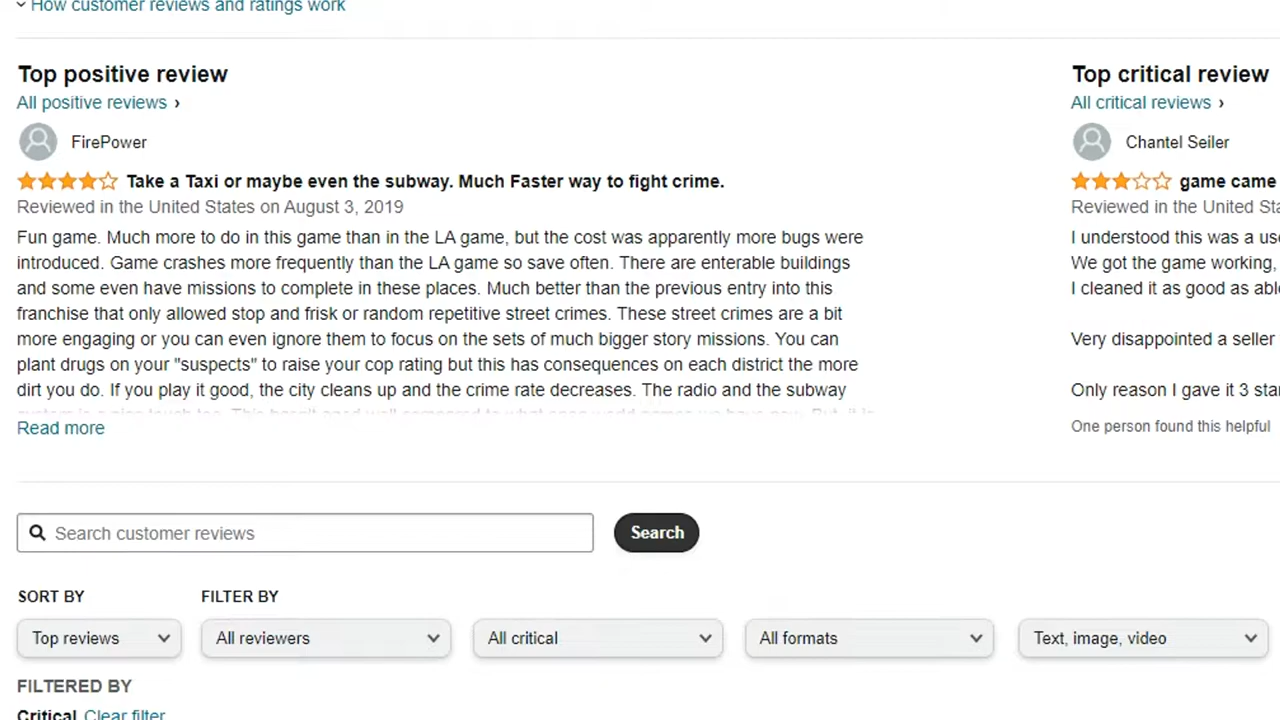 How customer reviews and ratings work
Top positive review
All positive reviews ›
FirePower
Take a Taxi or maybe even the subway. Much Faster way to fight crime.
Reviewed in the United States on August 3, 2019
Fun game. Much more to do in this game than in the LA game, but the cost was apparently more bugs were
introduced. Game crashes more frequently than the LA game so save often. There are enterable buildings
and some even have missions to complete in these places. Much better than the previous entry into this
franchise that only allowed stop and frisk or random repetitive street crimes. These street crimes are a bit
more engaging or you can even ignore them to focus on the sets of much bigger story missions. You can
plant drugs on your "suspects" to raise your cop rating but this has consequences on each district the more
dirt you do. If you play it good, the city cleans up and the crime rate decreases. The radio and the subway
Read more
Top critical review
All critical reviews ›
Chantel Seiler
game came
Reviewed in the United Sta
I understood this was a use
We got the game working,
I cleaned it as good as able
Very disappointed a seller
Only reason I gave it 3 star
One person found this helpful
Search customer reviews
Search
SORT BY
FILTER BY
Top reviews
All reviewers
All critical
All formats
Text, image, video
FILTERED BY
Critical Clear filter